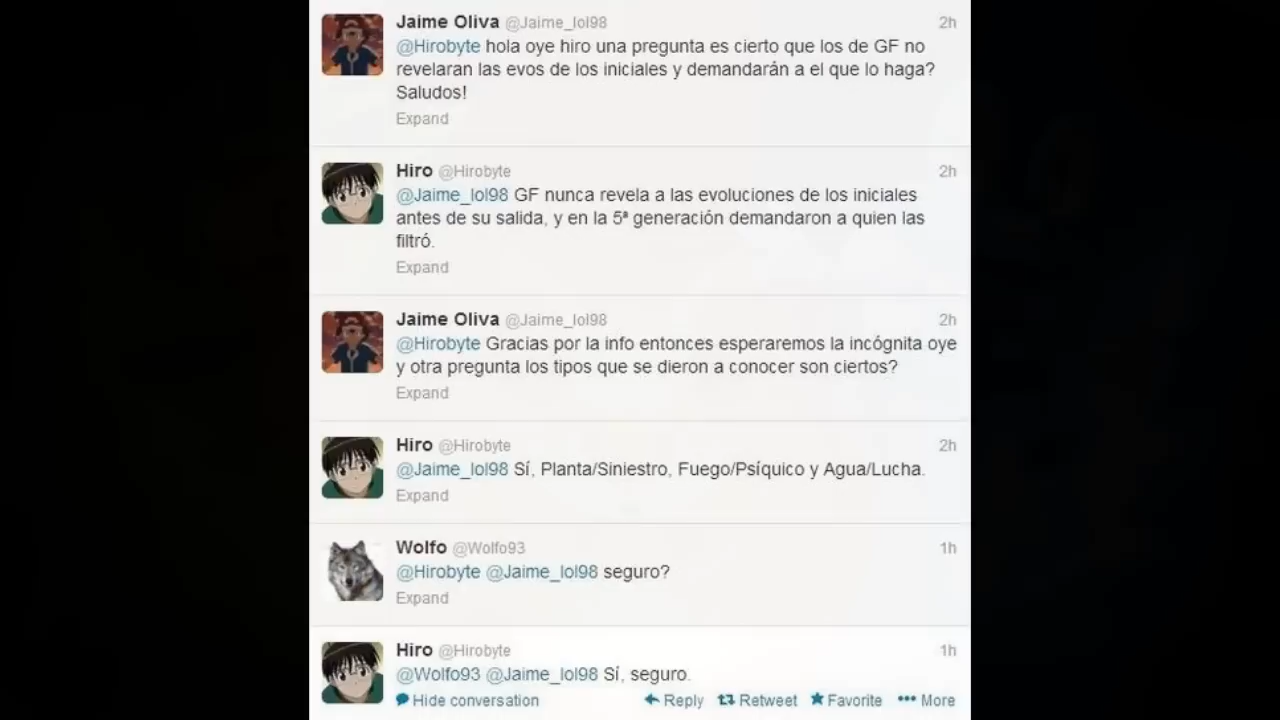 Jaime Oliva @Jaime_lol98 2h
@Hirobyte hola oye hiro una pregunta es cierto que los de GF no
revelaran las evos de los iniciales y demandarán a el que lo haga?
Saludos!
Expand
Hiro @Hirobyte 2h
@Jaime_lol98 GF nunca revela a las evoluciones de los iniciales
antes de su salida, y en la 5ª generación demandaron a quien las
filtró.
Expand
Jaime Oliva @Jaime_lol98 2h
@Hirobyte Gracias por la info entonces esperaremos la incógnita oye
y otra pregunta los tipos que se dieron a conocer son ciertos?
Expand
Hiro @Hirobyte 2h
@Jaime_lol98 Sí, Planta/Siniestro, Fuego/Psíquico y Agua/Lucha.
Expand
Wolfo @Wolfo93 1h
@Hirobyte @Jaime_lol98 seguro?
Expand
Hiro @Hirobyte 1h
@Wolfo93 @Jaime_lol98 Sí, seguro.
Hide conversation Reply Retweet Favorite More